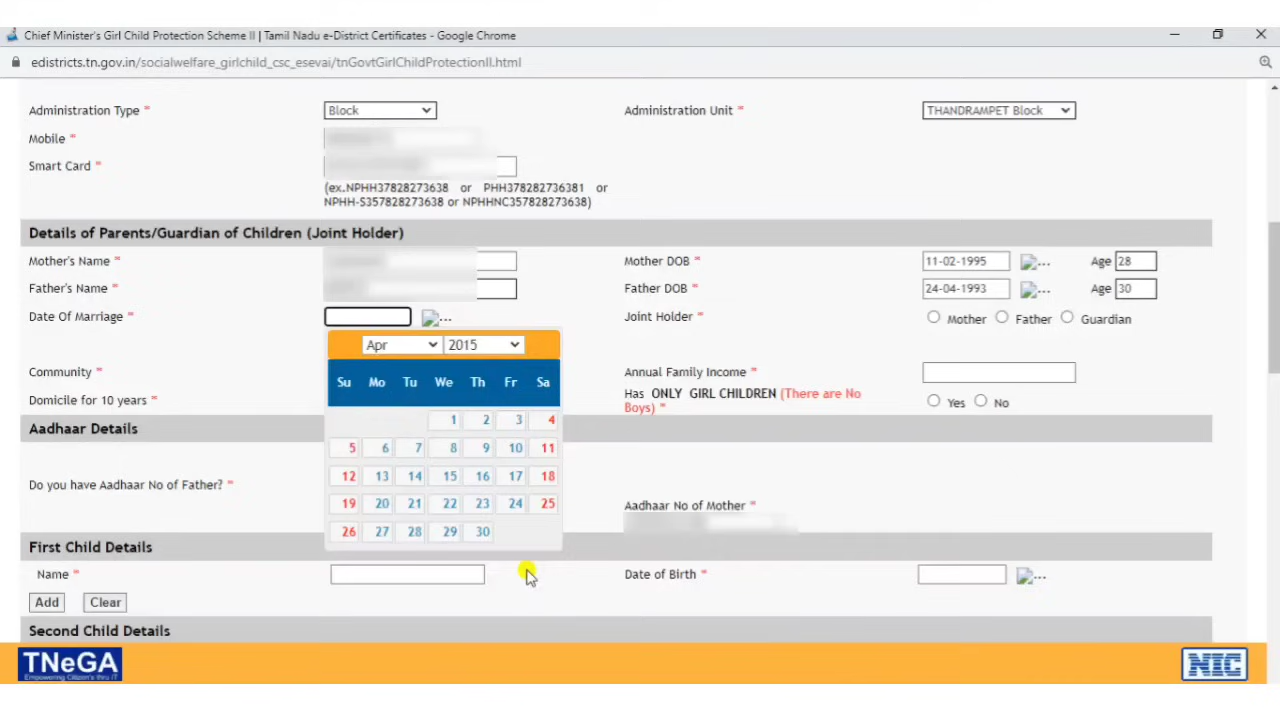 Chief Minister's Girl Child Protection Scheme II | Tamil Nadu e-District Certificates - Google Chrome
edistricts.tn.gov.in/socialwelfare_girlchild_csc_esevai/tnGovtGirlChildProtectionII.html
Administration Type * Block Administration Unit * THANDRAMPET Block
Mobile *
Smart Card *
(ex.NPHH37828273638 or PHH378282736381 or
NPHH-S357828273638 or NPHHNC357828273638)
Details of Parents/Guardian of Children (Joint Holder)
Mother's Name * Mother DOB * 11-02-1995 ... Age 28
Father's Name * Father DOB * 24-04-1993 ... Age 30
Date Of Marriage * ... Joint Holder * Mother Father Guardian
Apr 2015
Su Mo Tu We Th Fr Sa
1 2 3 4
5 6 7 8 9 10 11
12 13 14 15 16 17 18
19 20 21 22 23 24 25
26 27 28 29 30
Community * Annual Family Income *
Domicile for 10 years * Has ONLY GIRL CHILDREN (There are No
Boys) * Yes No
Aadhaar Details
Do you have Aadhaar No of Father? *
Aadhaar No of Mother *
First Child Details
Name * Date of Birth * ...
Add Clear
Second Child Details
TNeGA
Empowering Citizen's thru IT
NIC